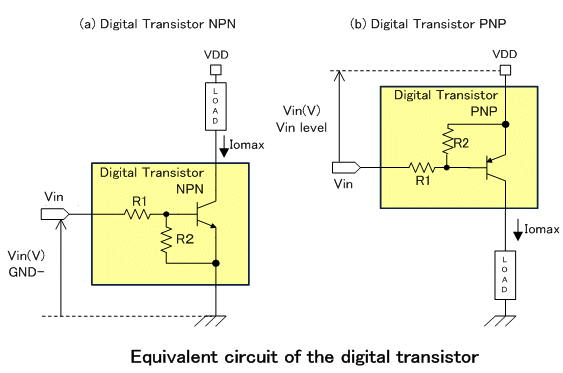 (a) Digital Transistor NPN
(b) Digital Transistor PNP
VDD
LOAD
Iomax
Digital Transistor
NPN
Vin
R1
R2
Vin(V)
GND-
VDD
Digital Transistor
PNP
Vin(V)
Vin level
R2
R1
Vin
Iomax
LOAD
Equivalent circuit of the digital transistor